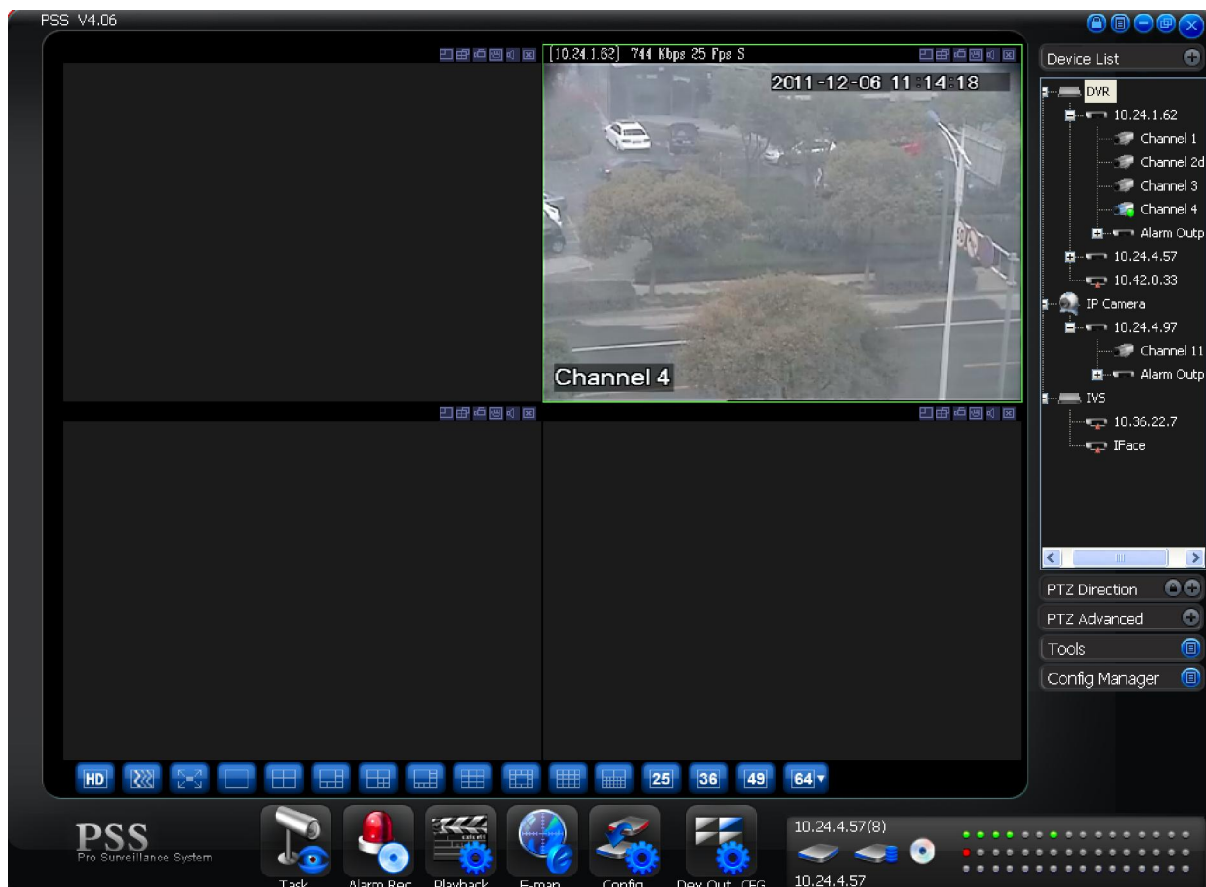 PSS V4.06
[10.24.1.62] 744 Kbps 25 Fps S
2011-12-06 11:14:18
Channel 4
Device List
DVR
10.24.1.62
Channel 1
Channel 2d
Channel 3
Channel 4
Alarm Outp
10.24.4.57
10.42.0.33
IP Camera
10.24.4.97
Channel 11
Alarm Outp
IVS
10.36.22.7
IFace
PTZ Direction
PTZ Advanced
Tools
Config Manager
HD
25
36
49
64
PSS
Pro Surveillance System
Task
Alarm Rec
Playback
E-map
Config
Dev.Out. CFG
10.24.4.57(8)
10.24.4.57